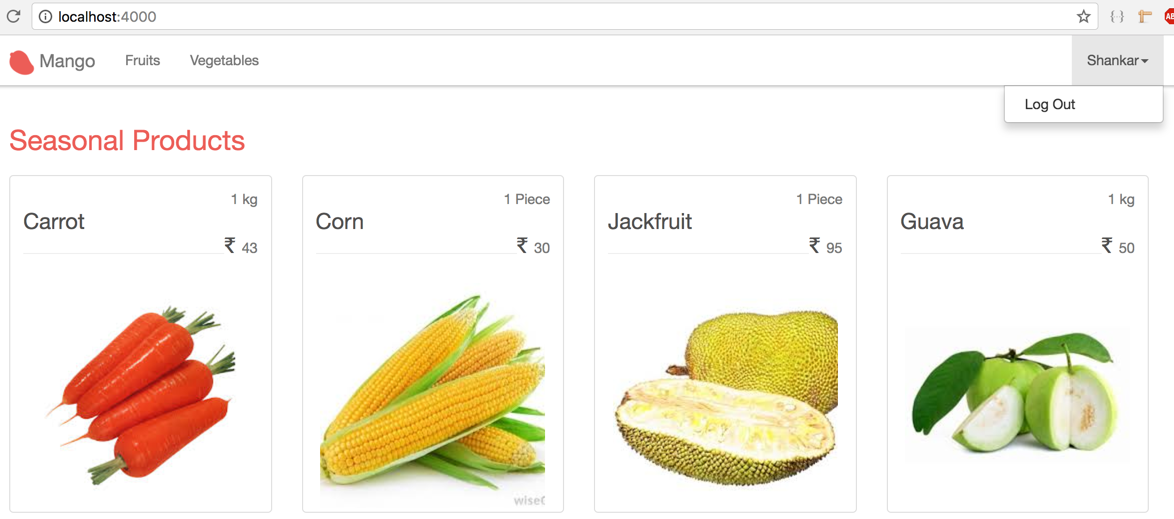 localhost:4000
Mango Fruits Vegetables Shankar
Log Out
Seasonal Products
1 kg
Carrot
₹ 43
1 Piece
Corn
₹ 30
1 Piece
Jackfruit
₹ 95
1 kg
Guava
₹ 50